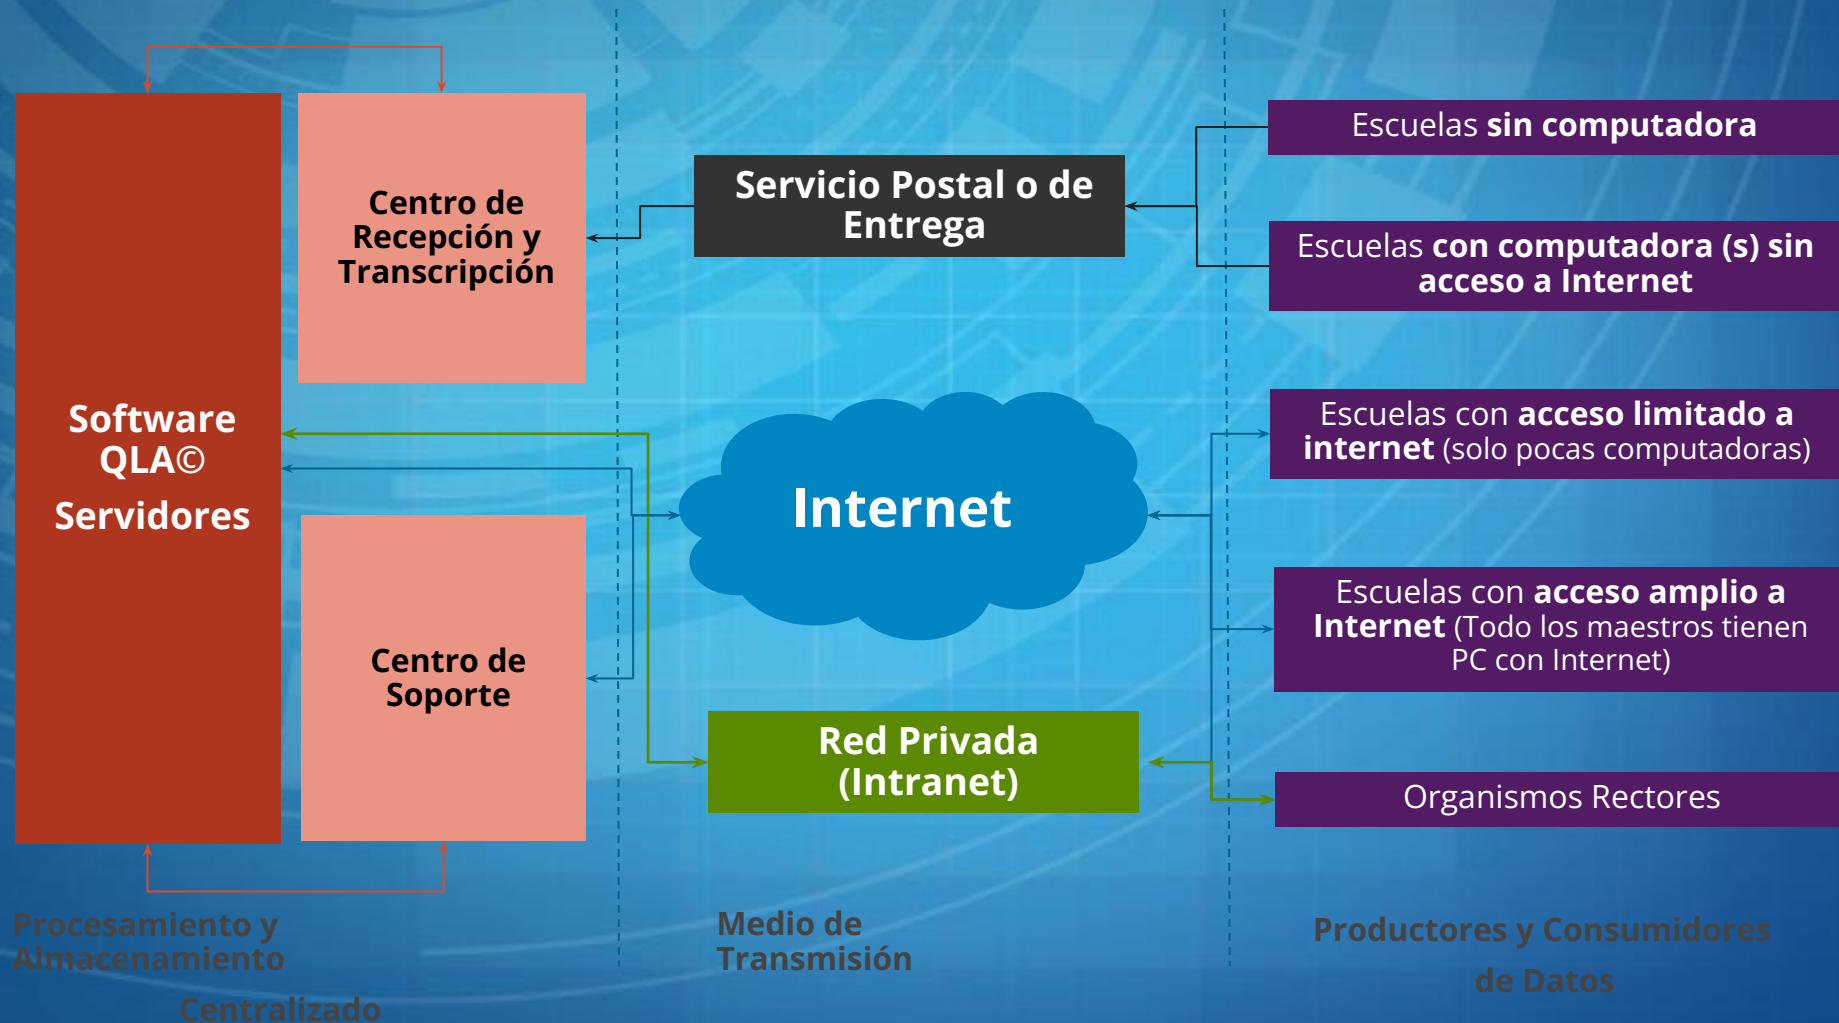 Software
QLA©
Servidores
Centro de
Recepción y
Transcripción
Centro de
Soporte
Servicio Postal o de
Entrega
Internet
Red Privada
(Intranet)
Escuelas sin computadora
Escuelas con computadora (s) sin
acceso a Internet
Escuelas con acceso limitado a
internet (solo pocas computadoras)
Escuelas con acceso amplio a
Internet (Todo los maestros tienen
PC con Internet)
Organismos Rectores
Procesamiento y
Almacenamiento
Centralizado
Medio de
Transmisión
Productores y Consumidores
de Datos